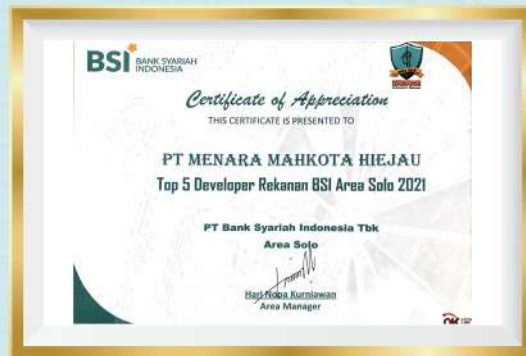 BSI BANK SYARIAH
INDONESIA
Certificate of Appreciation
THIS CERTIFICATE IS PRESENTED TO
PT MENARA MAHKOTA HIEJAU
Top 5 Developer Rekanan BSI Area Solo 2021
PT Bank Syariah Indonesia Tbk
Area Solo
Hari Nopa Kurniawan
Area Manager
OK